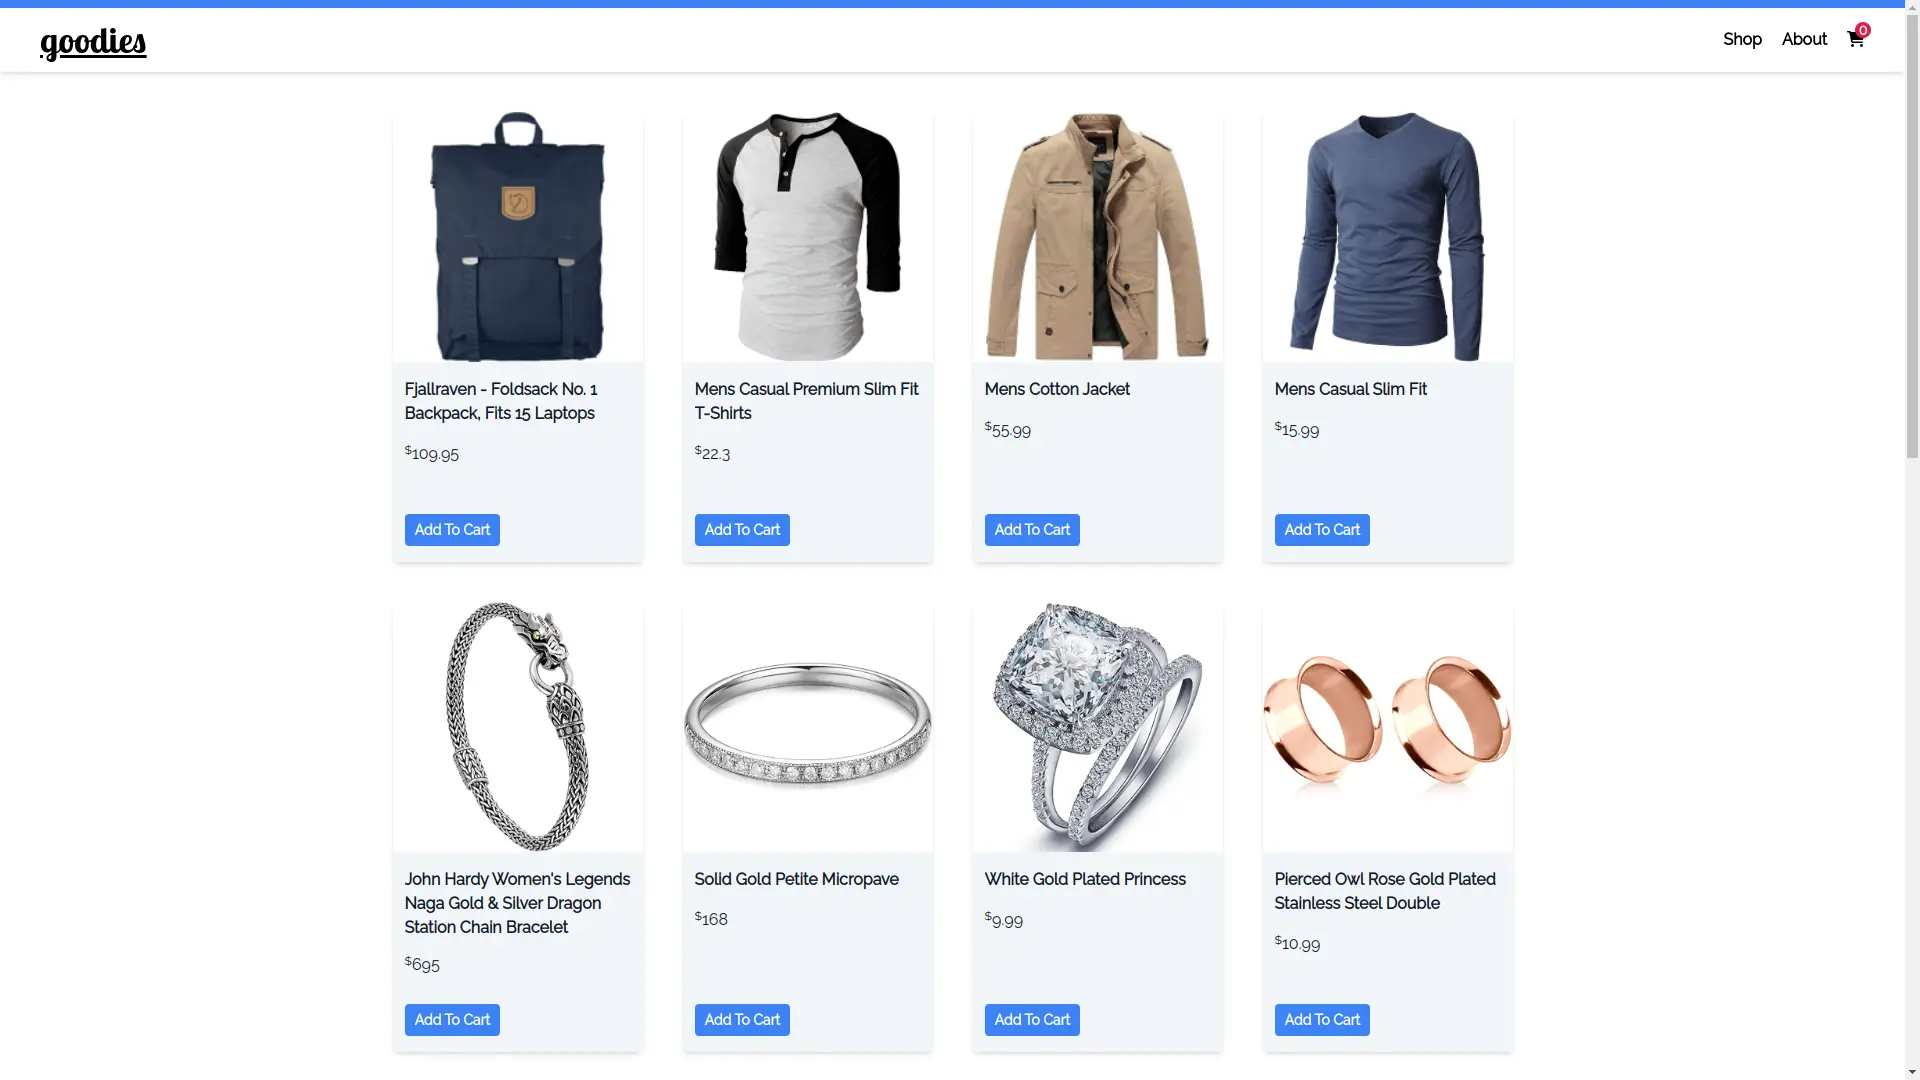 goodies
Shop
About
0
Fjallraven - Foldsack No. 1
Backpack, Fits 15 Laptops
$109.95
Add To Cart
Mens Casual Premium Slim Fit
T-Shirts
$22.3
Add To Cart
Mens Cotton Jacket
$55.99
Add To Cart
Mens Casual Slim Fit
$15.99
Add To Cart
John Hardy Women's Legends
Naga Gold & Silver Dragon
Station Chain Bracelet
$695
Add To Cart
Solid Gold Petite Micropave
$168
Add To Cart
White Gold Plated Princess
$9.99
Add To Cart
Pierced Owl Rose Gold Plated
Stainless Steel Double
$10.99
Add To Cart